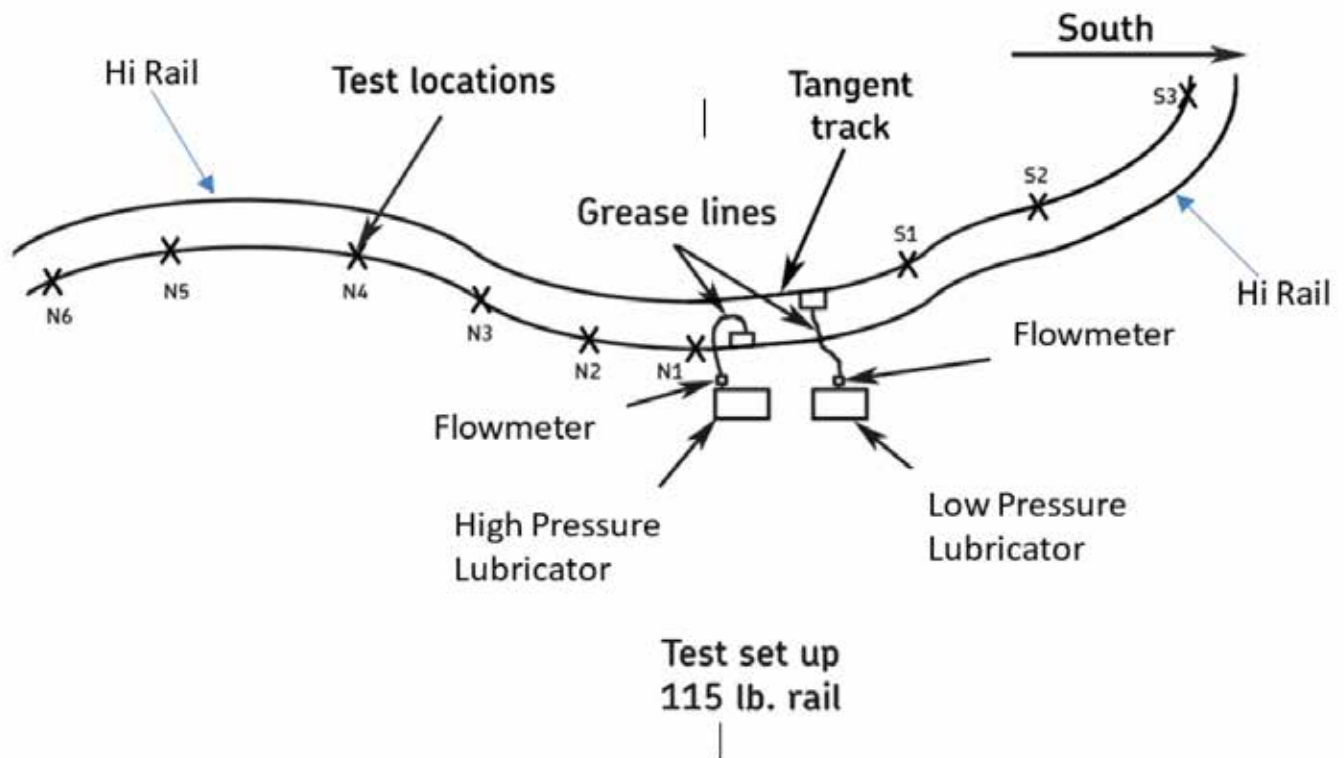 South
Hi Rail
Test locations
Tangent
track
S3
S2
Grease lines
S1
Hi Rail
N6
N5
N4
N3
N2
N1
Flowmeter
Flowmeter
High Pressure
Lubricator
Low Pressure
Lubricator
Test set up
115 lb. rail